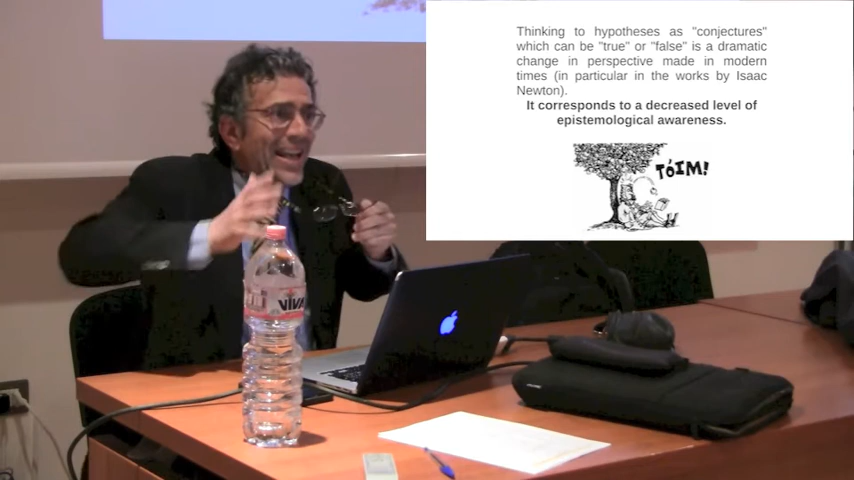 Thinking to hypotheses as "conjectures"
which can be "true" or "false" is a dramatic
change in perspective made in modern
times (in particular in the works by Isaac
Newton).
It corresponds to a decreased level of
epistemological awareness.
TÓIM!
VIVA